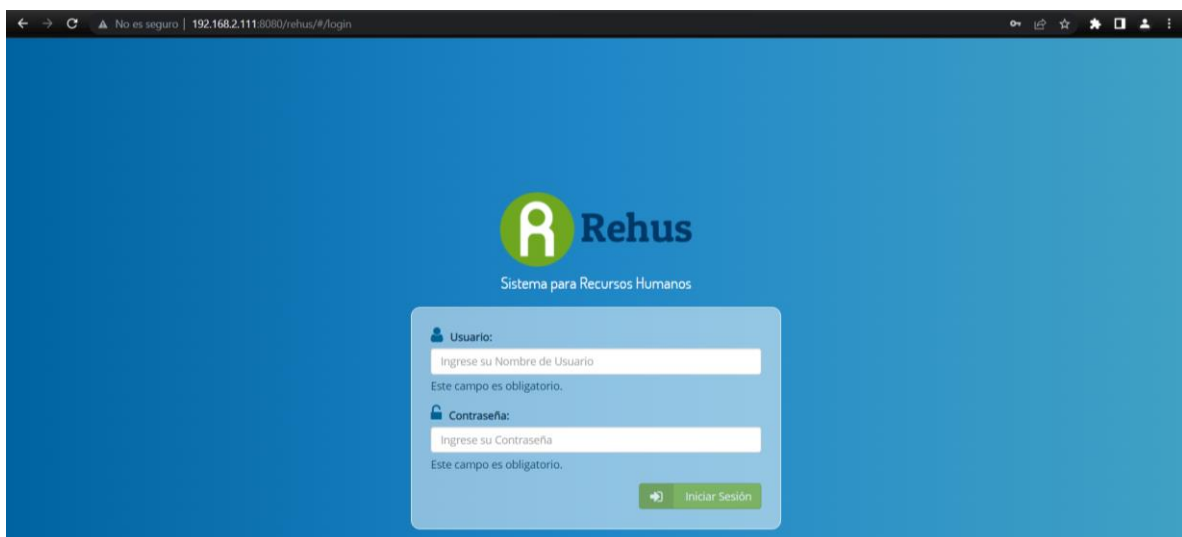 No es seguro | 192.168.2.111:8080/rehus/#/login
Rehus
Sistema para Recursos Humanos
Usuario:
Ingrese su Nombre de Usuario
Este campo es obligatorio.
Contraseña:
Ingrese su Contraseña
Este campo es obligatorio.
Iniciar Sesión